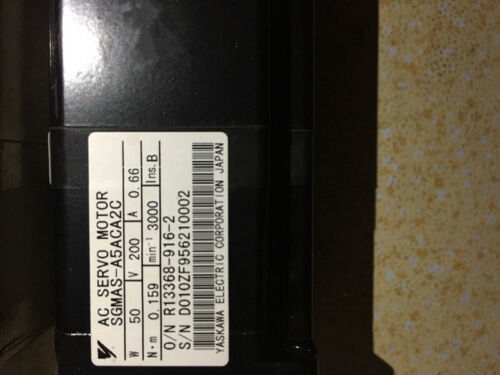 AC SERVO MOTOR
SGMAS-A5ACA2C
W 50 V 200 A 0.66
N·m 0.159 min⁻¹ 3000 Ins. B
O/N R13368-916-2
S/N D010ZF956210002
YASKAWA ELECTRIC CORPORATION JAPAN